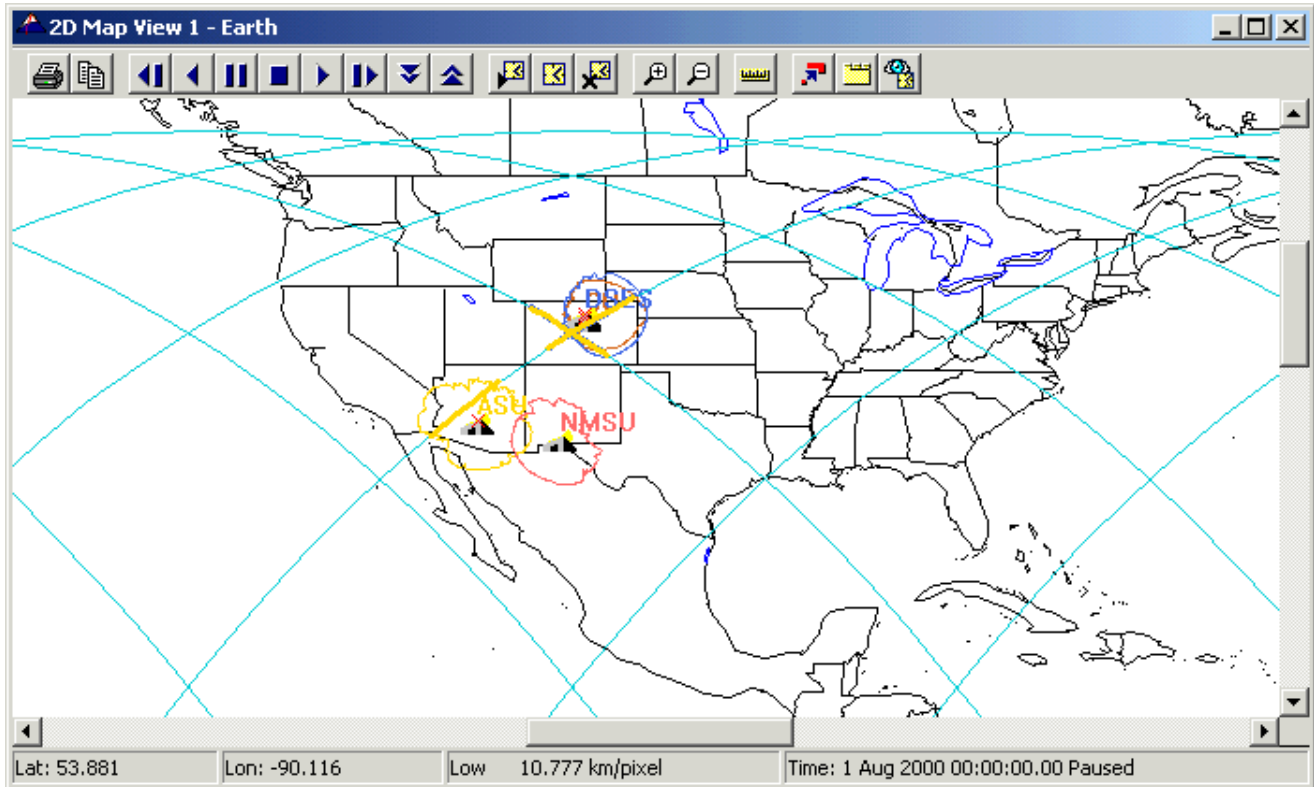 2D Map View 1 - Earth
ASU
NMSU
Lat: 53.881
Lon: -90.116
Low 10.777 km/pixel
Time: 1 Aug 2000 00:00:00.00 Paused